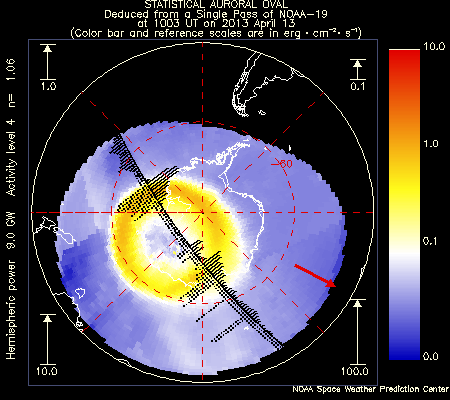 STATISTICAL AURORAL OVAL
Deduced from a Single Pass of NOAA-19
at 1003 UT on 2013 April 13
(Color bar and reference scales are in erg · cm⁻² · s⁻¹)
1.0
0.1
10.0
1.0
0.1
0.0
-60
Hemispheric power 9.0 GW Activity level 4 n= 1.06
10.0
100.0
NOAA Space Weather Prediction Center